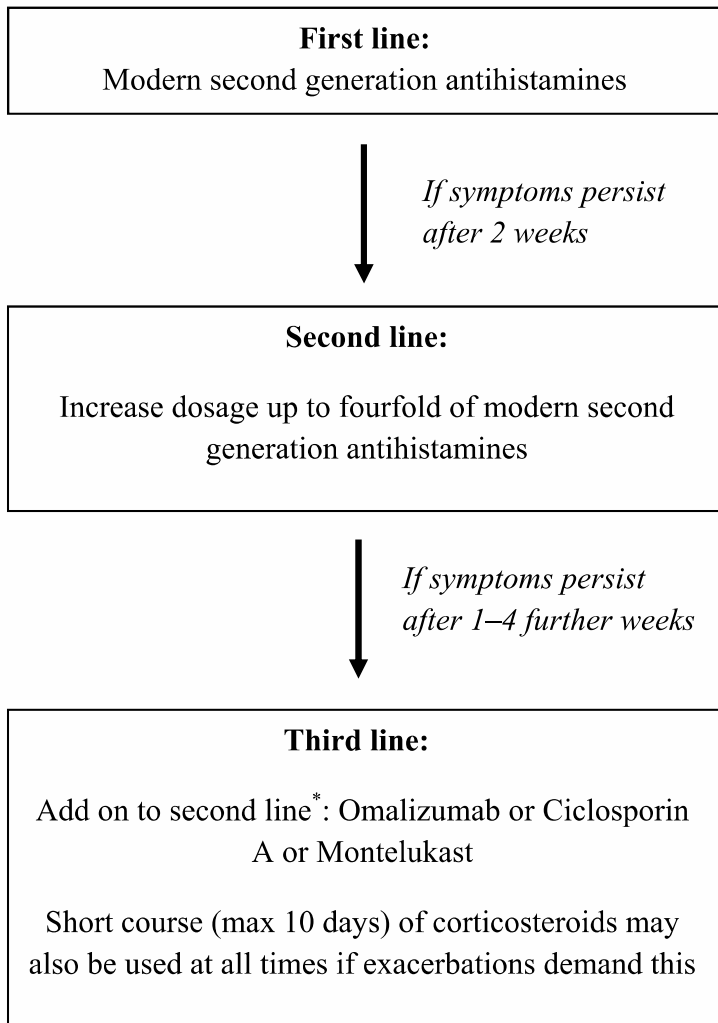 First line:
Modern second generation antihistamines
If symptoms persist
after 2 weeks
Second line:
Increase dosage up to fourfold of modern second
generation antihistamines
If symptoms persist
after 1–4 further weeks
Third line:
Add on to second line*: Omalizumab or Ciclosporin
A or Montelukast
Short course (max 10 days) of corticosteroids may
also be used at all times if exacerbations demand this